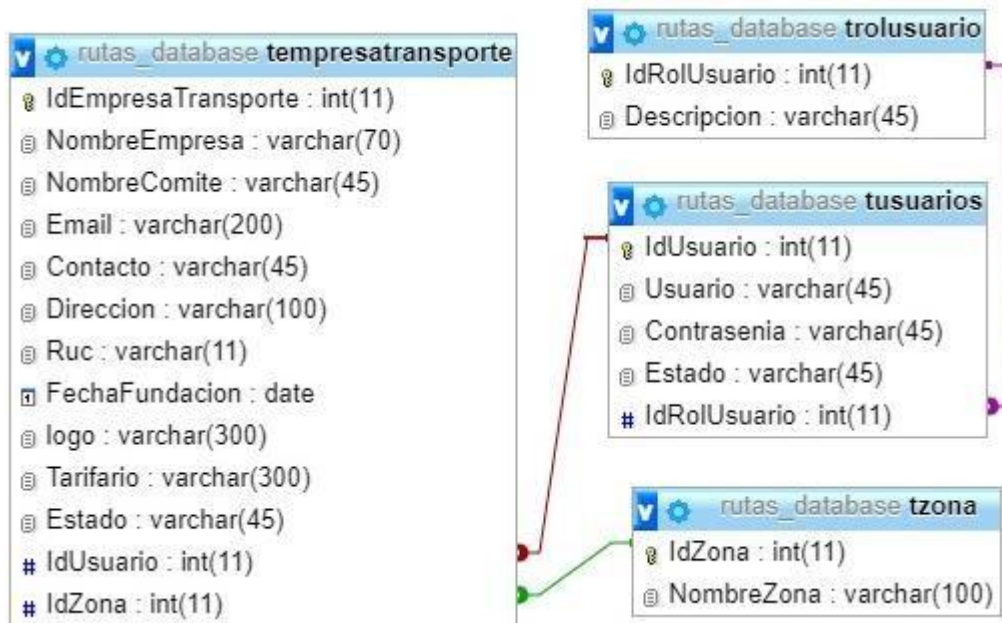 rutas_database tempresatransporte
IdEmpresaTransporte : int(11)
NombreEmpresa : varchar(70)
NombreComite : varchar(45)
Email : varchar(200)
Contacto : varchar(45)
Direccion : varchar(100)
Ruc : varchar(11)
FechaFundacion : date
logo : varchar(300)
Tarifario : varchar(300)
Estado : varchar(45)
# IdUsuario : int(11)
# IdZona : int(11)
rutas_database trolusuario
IdRolUsuario : int(11)
Descripcion : varchar(45)
rutas_database tusuarios
IdUsuario : int(11)
Usuario : varchar(45)
Contrasenia : varchar(45)
Estado : varchar(45)
# IdRolUsuario : int(11)
rutas_database tzona
IdZona : int(11)
NombreZona : varchar(100)